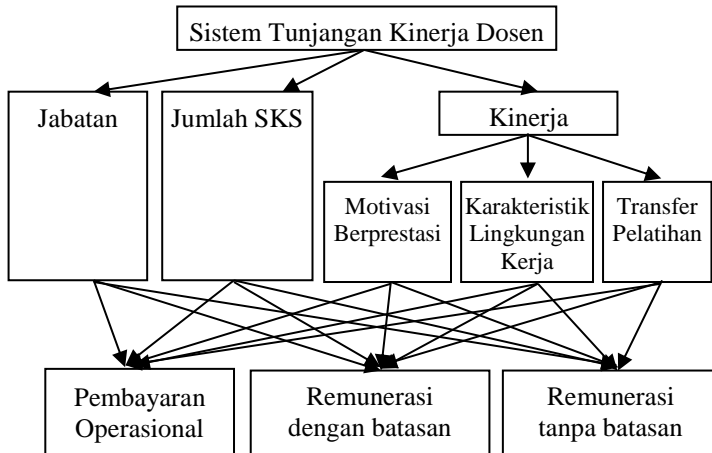 Sistem Tunjangan Kinerja Dosen
Jabatan
Jumlah SKS
Kinerja
Motivasi
Berprestasi
Karakteristik
Lingkungan
Kerja
Transfer
Pelatihan
Pembayaran
Operasional
Remunerasi
dengan batasan
Remunerasi
tanpa batasan